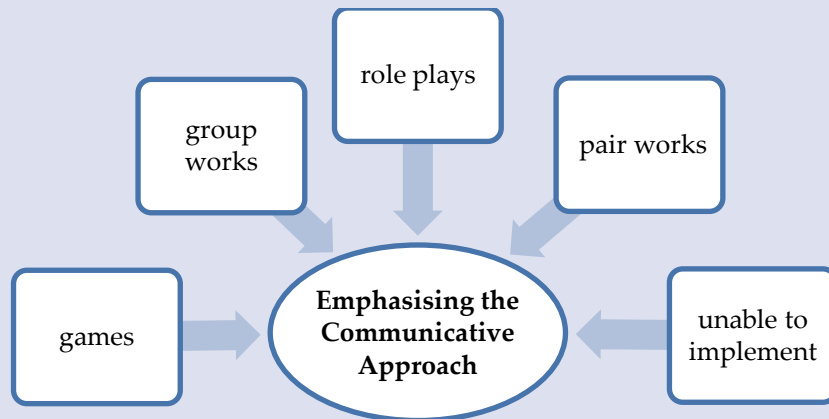 role plays
group
works
pair works
games
Emphasising the
Communicative
Approach
unable to
implement